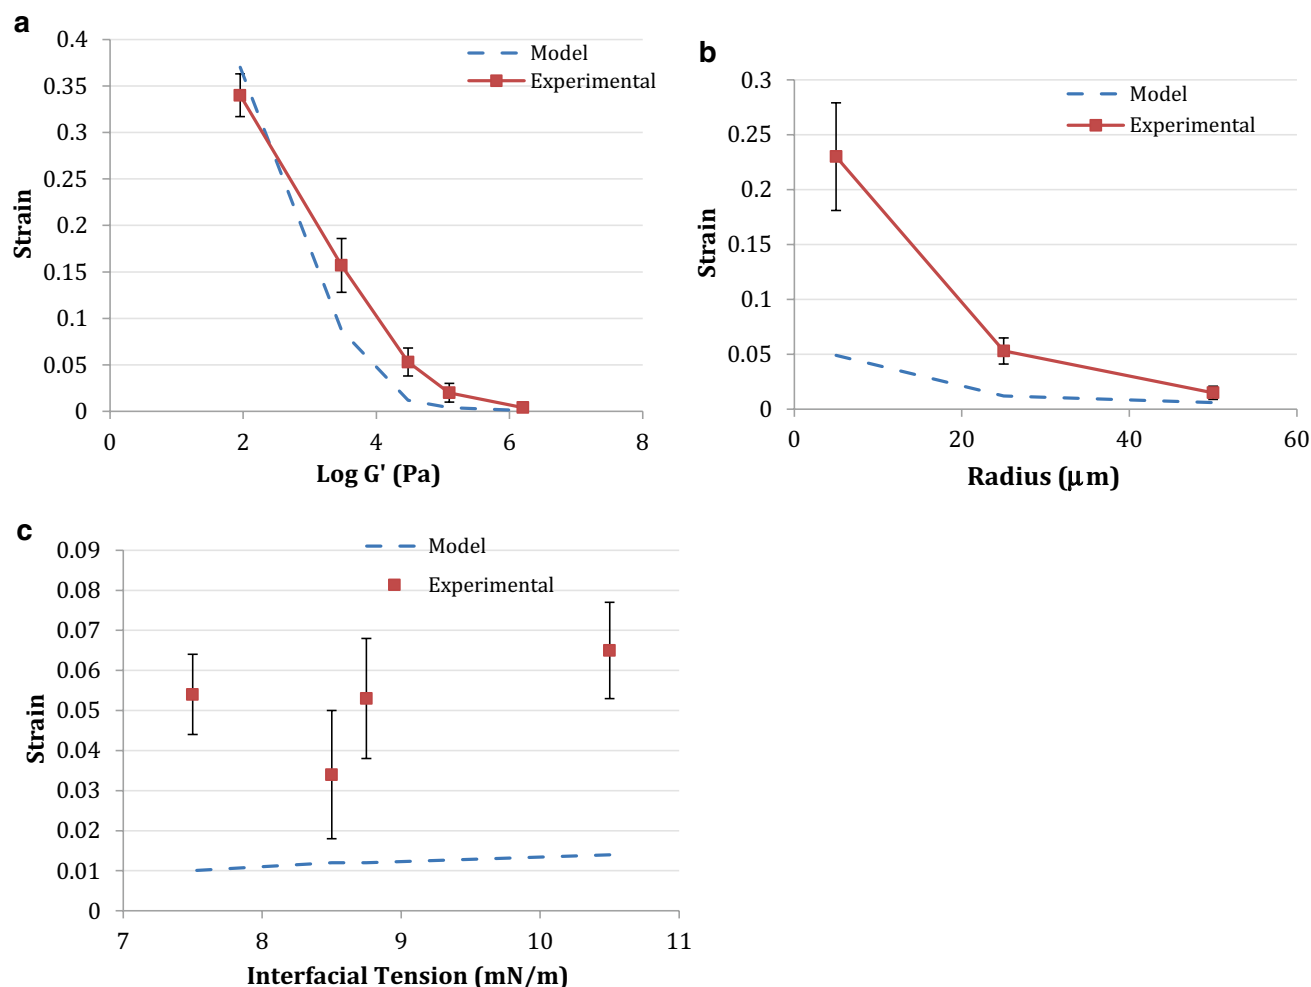 a
0.4
0.35
0.3
0.25
0.2
0.15
0.1
0.05
0
Strain
0 2 4 6 8
Log G' (Pa)
Model
Experimental
b
0.3
0.25
0.2
0.15
0.1
0.05
0
Strain
0 20 40 60
Radius (μm)
Model
Experimental
c
0.09
0.08
0.07
0.06
0.05
0.04
0.03
0.02
0.01
0
Strain
7 8 9 10 11
Interfacial Tension (mN/m)
Model
Experimental